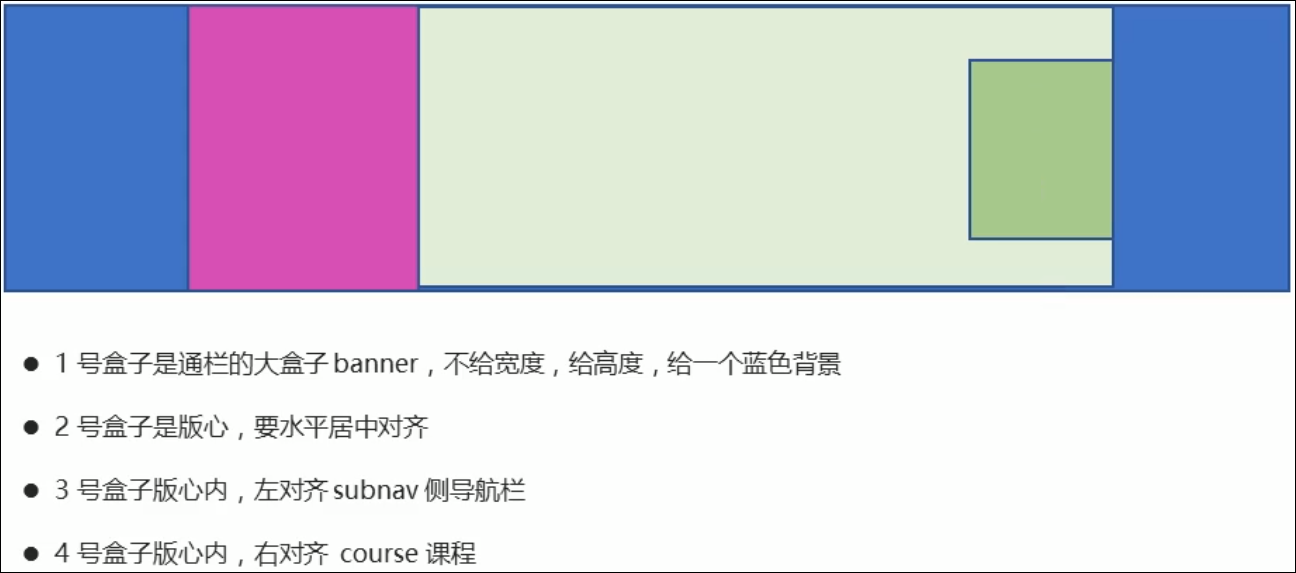 ● 1 号盒子是通栏的大盒子 banner，不给宽度，给高度，给一个蓝色背景
● 2 号盒子是版心，要水平居中对齐
● 3 号盒子版心内，左对齐 subnav 侧导航栏
● 4 号盒子版心内，右对齐 course 课程